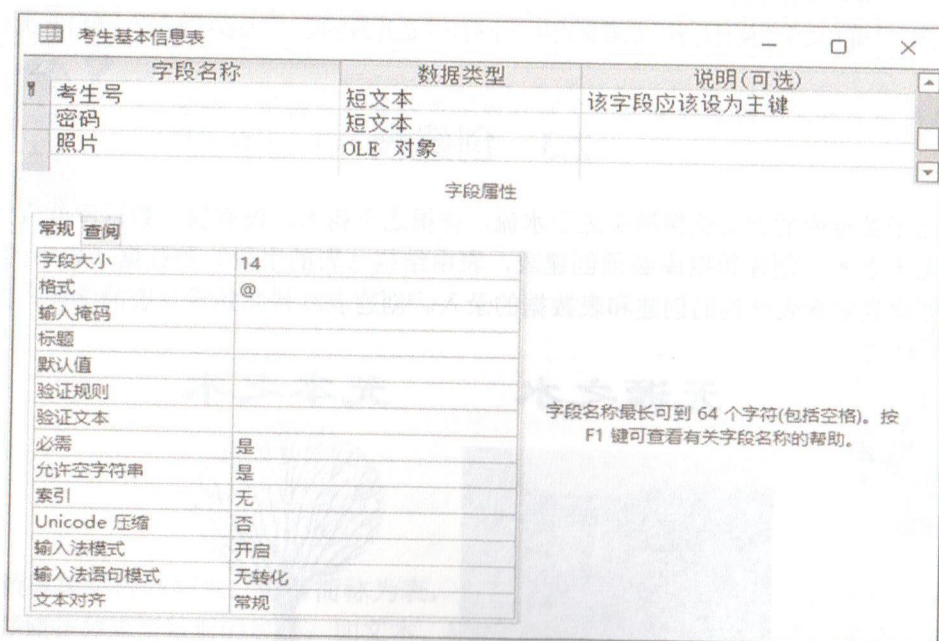 考生基本信息表
字段名称 数据类型 说明(可选)
考生号 短文本 该字段应该设为主键
密码 短文本
照片 OLE 对象
字段属性
常规 查阅
字段大小 14
格式 @
输入掩码
标题
默认值
验证规则
验证文本
必需 是
允许空字符串 是
索引 无
Unicode 压缩 否
输入法模式 开启
输入法语句模式 无转化
文本对齐 常规
字段名称最长可到 64 个字符(包括空格)。按
F1 键可查看有关字段名称的帮助。